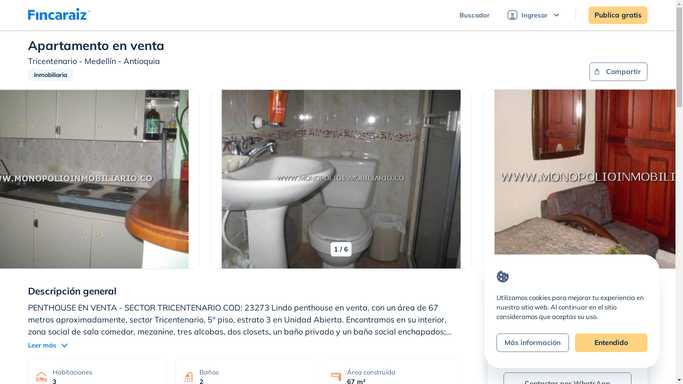 Fincaraiz
Buscador
Ingresar
Publica gratis
Apartamento en venta
Tricentenario - Medellín - Antioquia
Inmobiliaria
Compartir
WWW.MONOPOLIOINMOBILIARIO.CO
WWW.MONOPOLIOINMOBILIARIO.CO
WWW.MONOPOLIOINMOBILI
1 / 6
Descripción general
PENTHOUSE EN VENTA - SECTOR TRICENTENARIO COD: 23273 Lindo penthouse en venta, con un área de 67
metros aproximadamente, sector Tricentenario, 5° piso, estrato 3 en Unidad Abierta. Encontramos en su interior,
zona social de sala comedor, mezanine, tres alcobas, dos closets, un baño privado y un baño social enchapados;...
Leer más
Habitaciones
3
Baños
2
Área construida
67 m²
Utilizamos cookies para mejorar tu experiencia en
nuestro sitio web. Al continuar en el sitio
consideramos que aceptas su uso.
Más información
Entendido
Contactar por WhatsApp